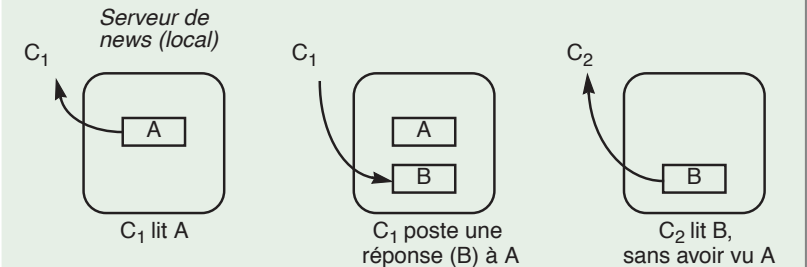 Serveur de
news (local)
C1
C1
C2
A
A
B
B
C1 lit A
C1 poste une
réponse (B) à A
C2 lit B,
sans avoir vu A